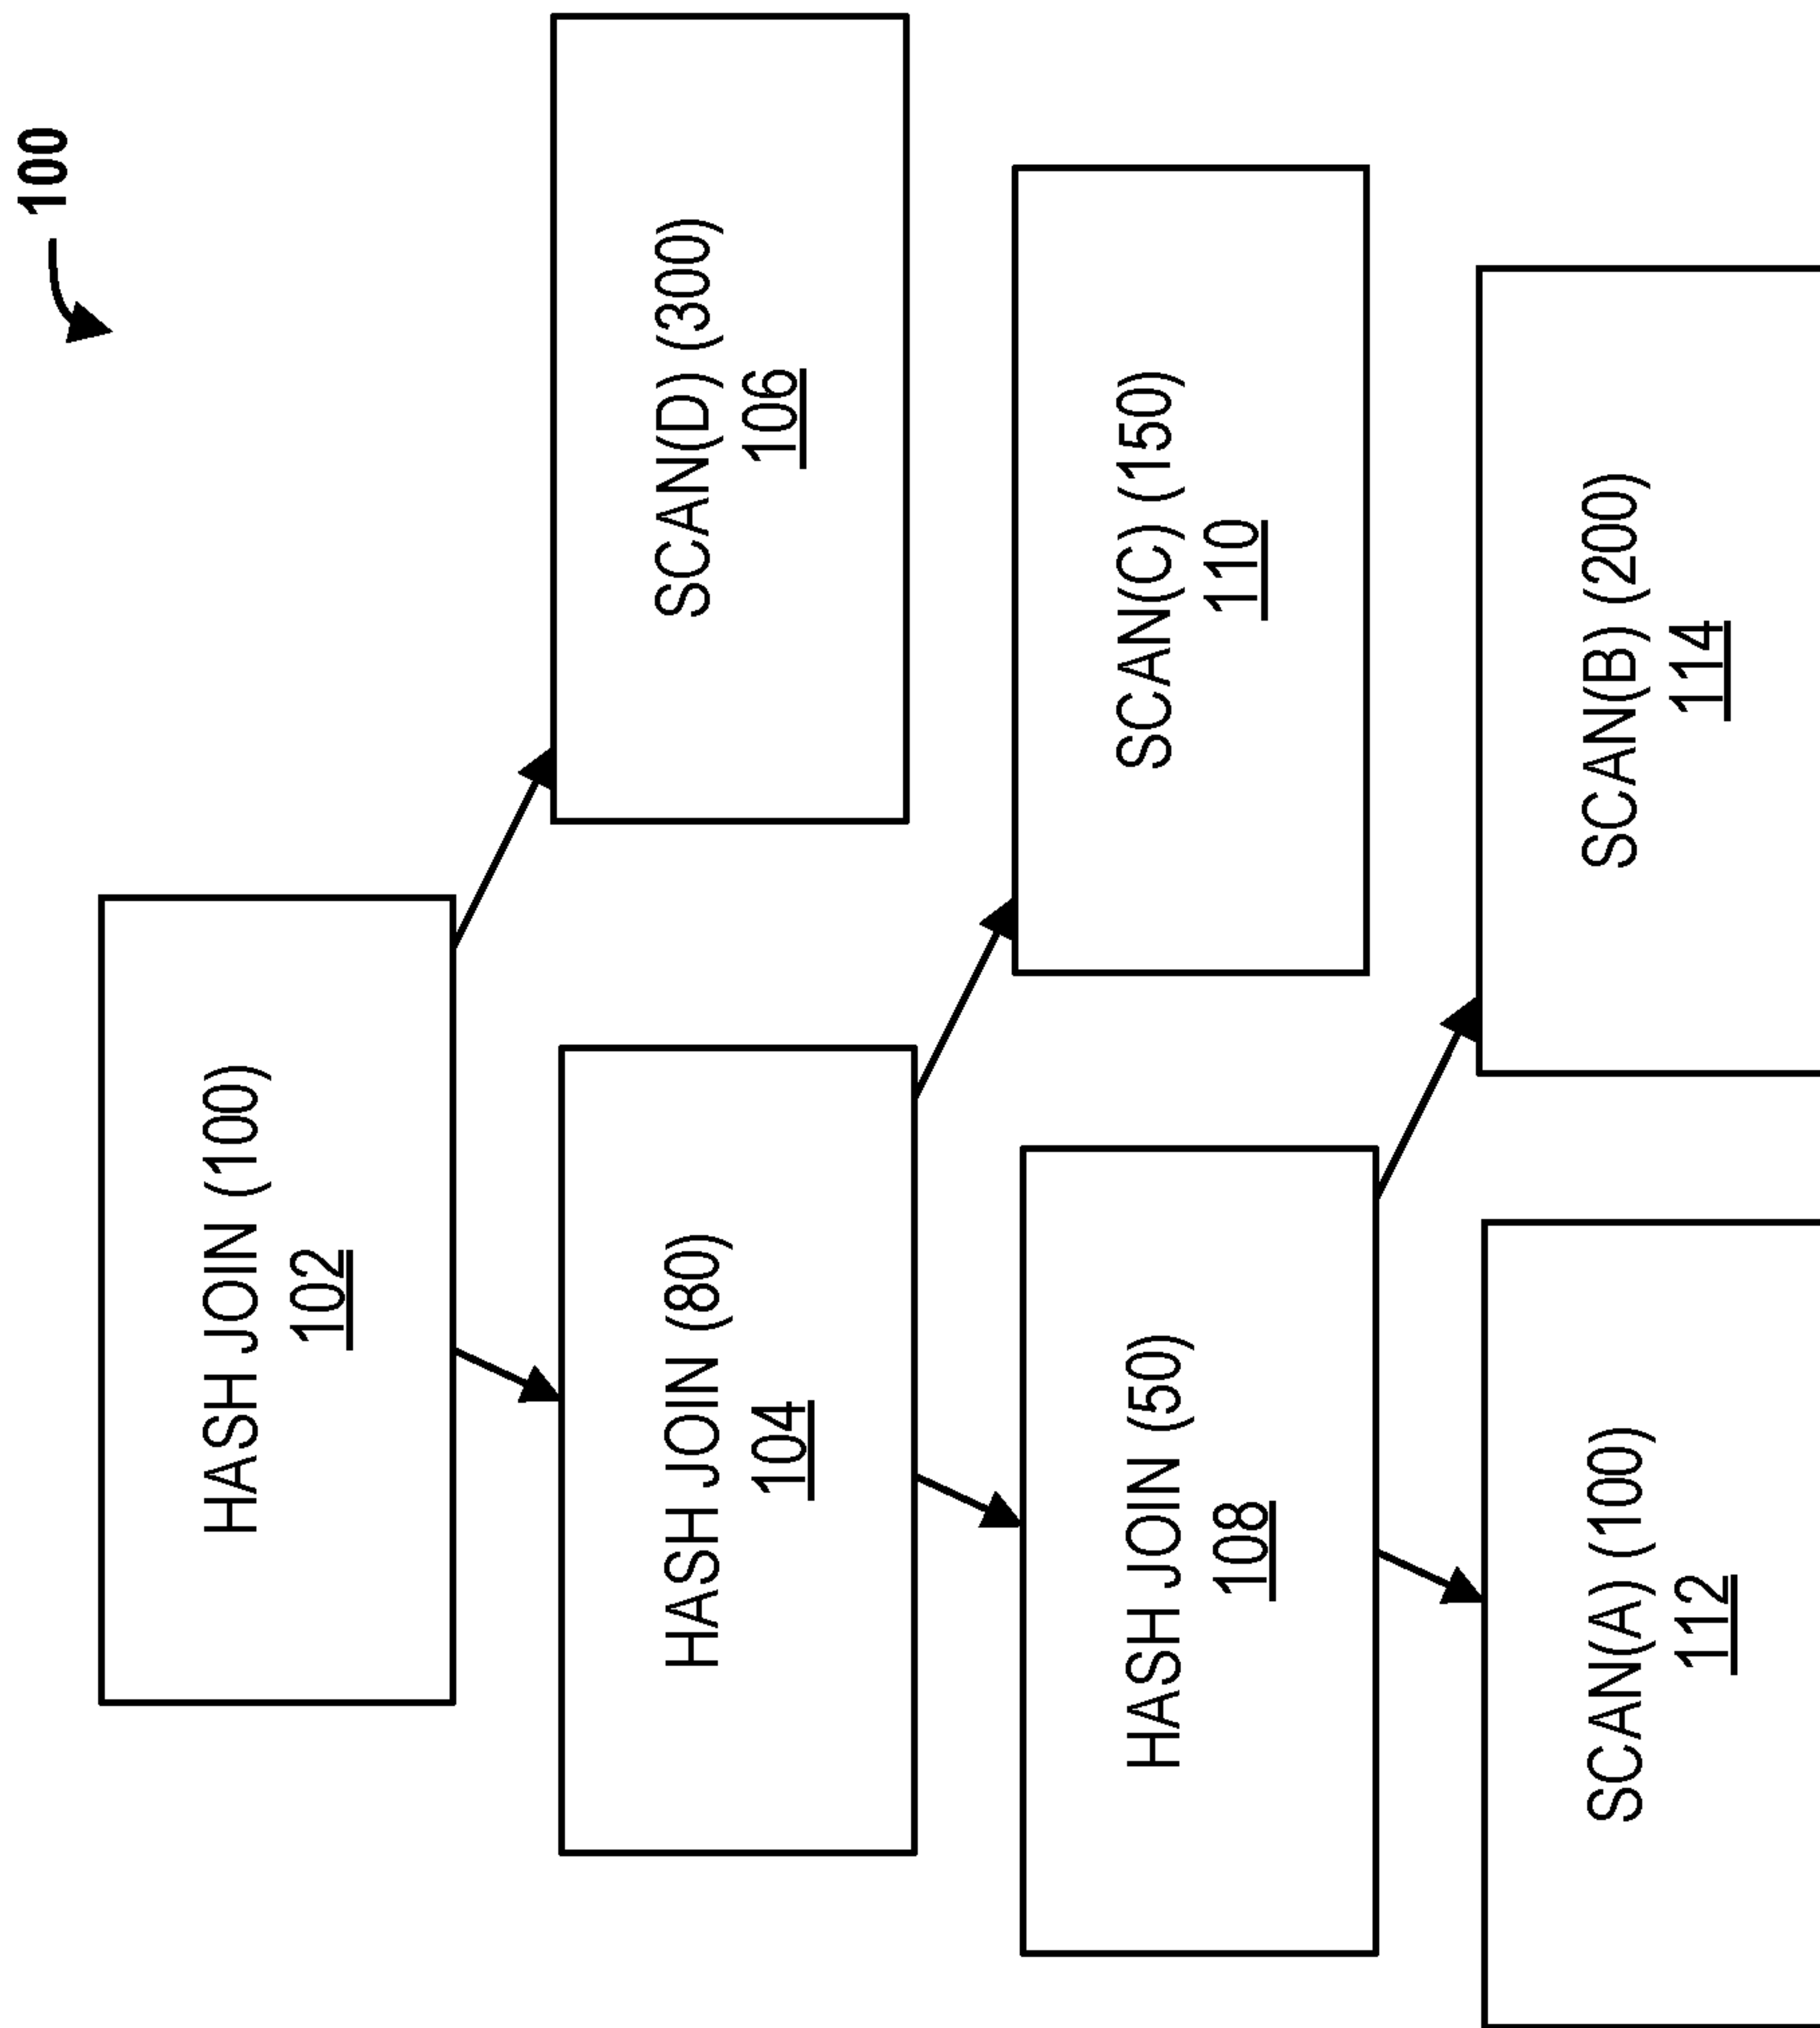 100
HASH JOIN (100)
102
HASH JOIN (80)
104
SCAN(D) (300)
106
HASH JOIN (50)
108
SCAN(C) (150)
110
SCAN(A) (100)
112
SCAN(B) (200)
114